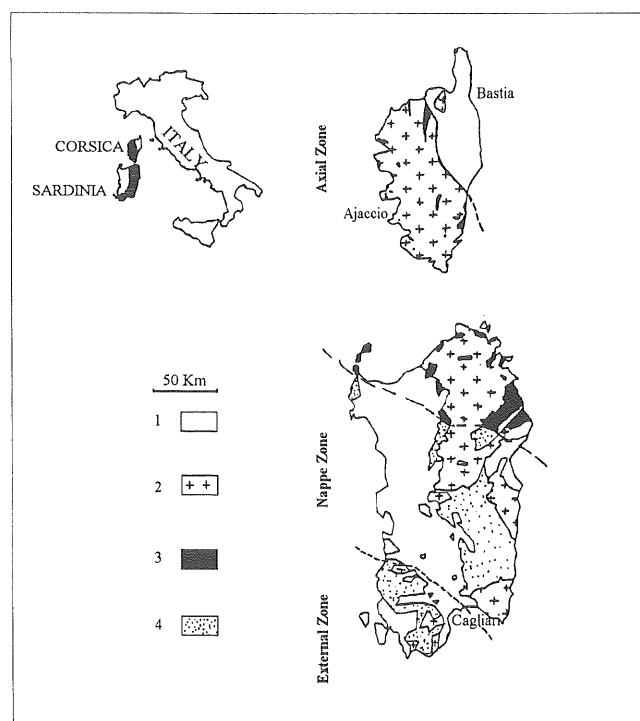 CORSICA
SARDINIA
ITALY
Axial Zone
Bastia
Ajaccio
50 Km
1
2
3
4
Nappe Zone
External Zone
Cagliari